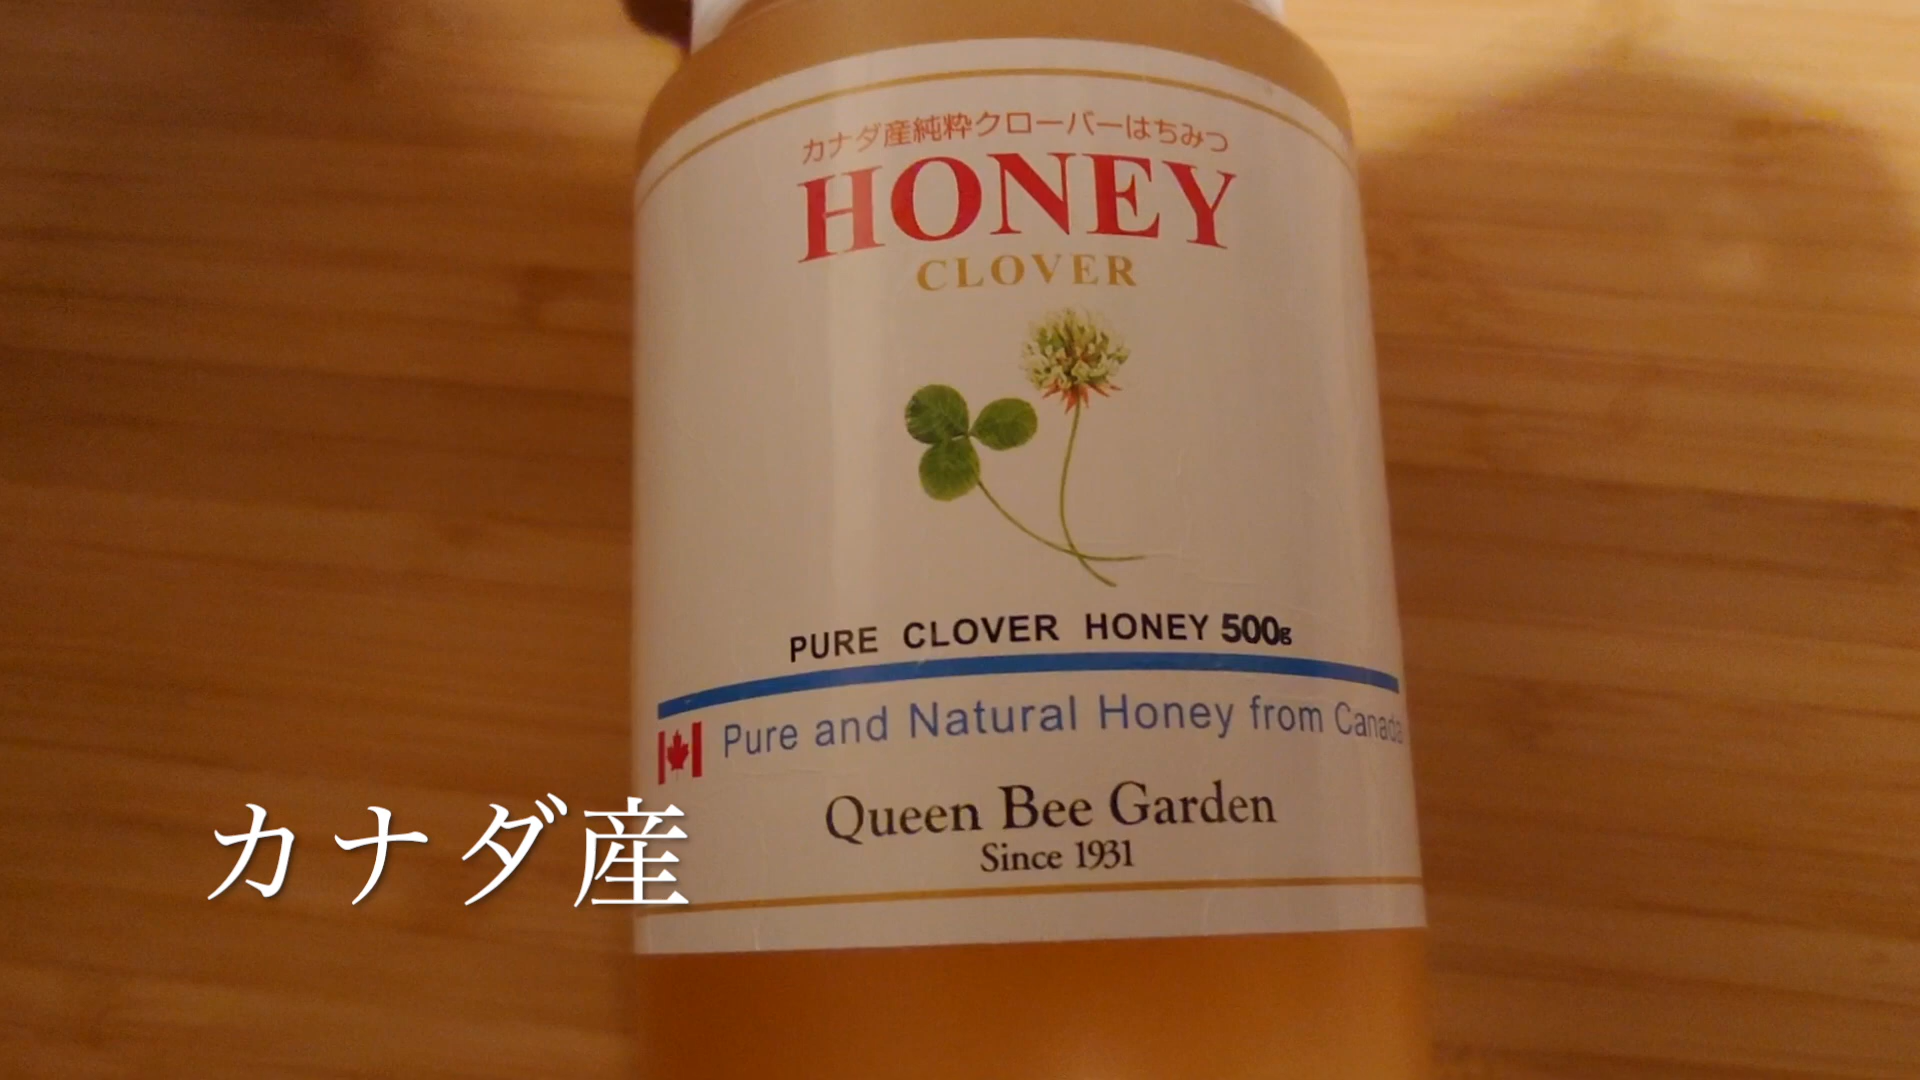 カナダ産純粋クローバーはちみつ
HONEY
CLOVER
PURE CLOVER HONEY 500g
Pure and Natural Honey from Canada
Queen Bee Garden
Since 1931
カナダ産